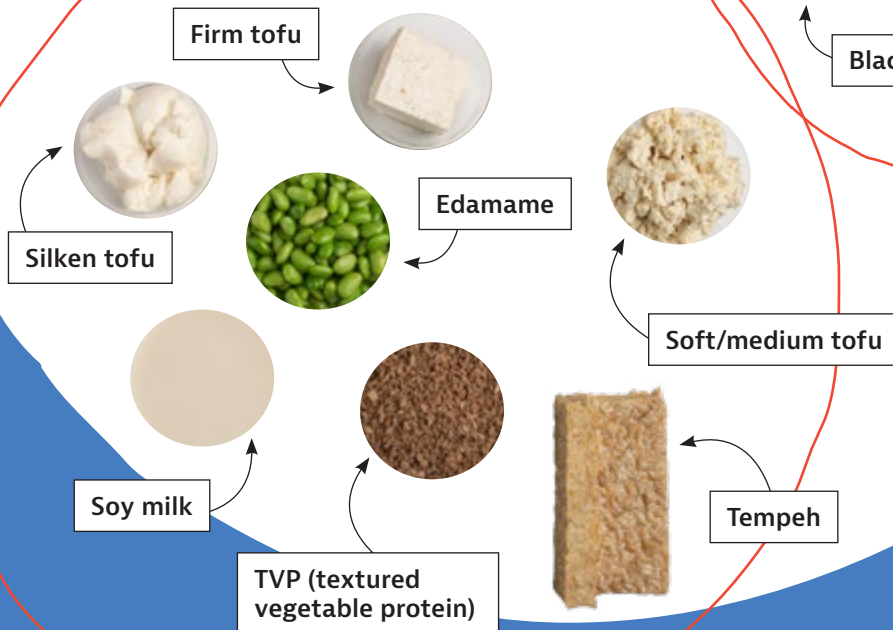 Firm tofu
Silken tofu
Edamame
Soft/medium tofu
Soy milk
Tempeh
TVP (textured
vegetable protein)